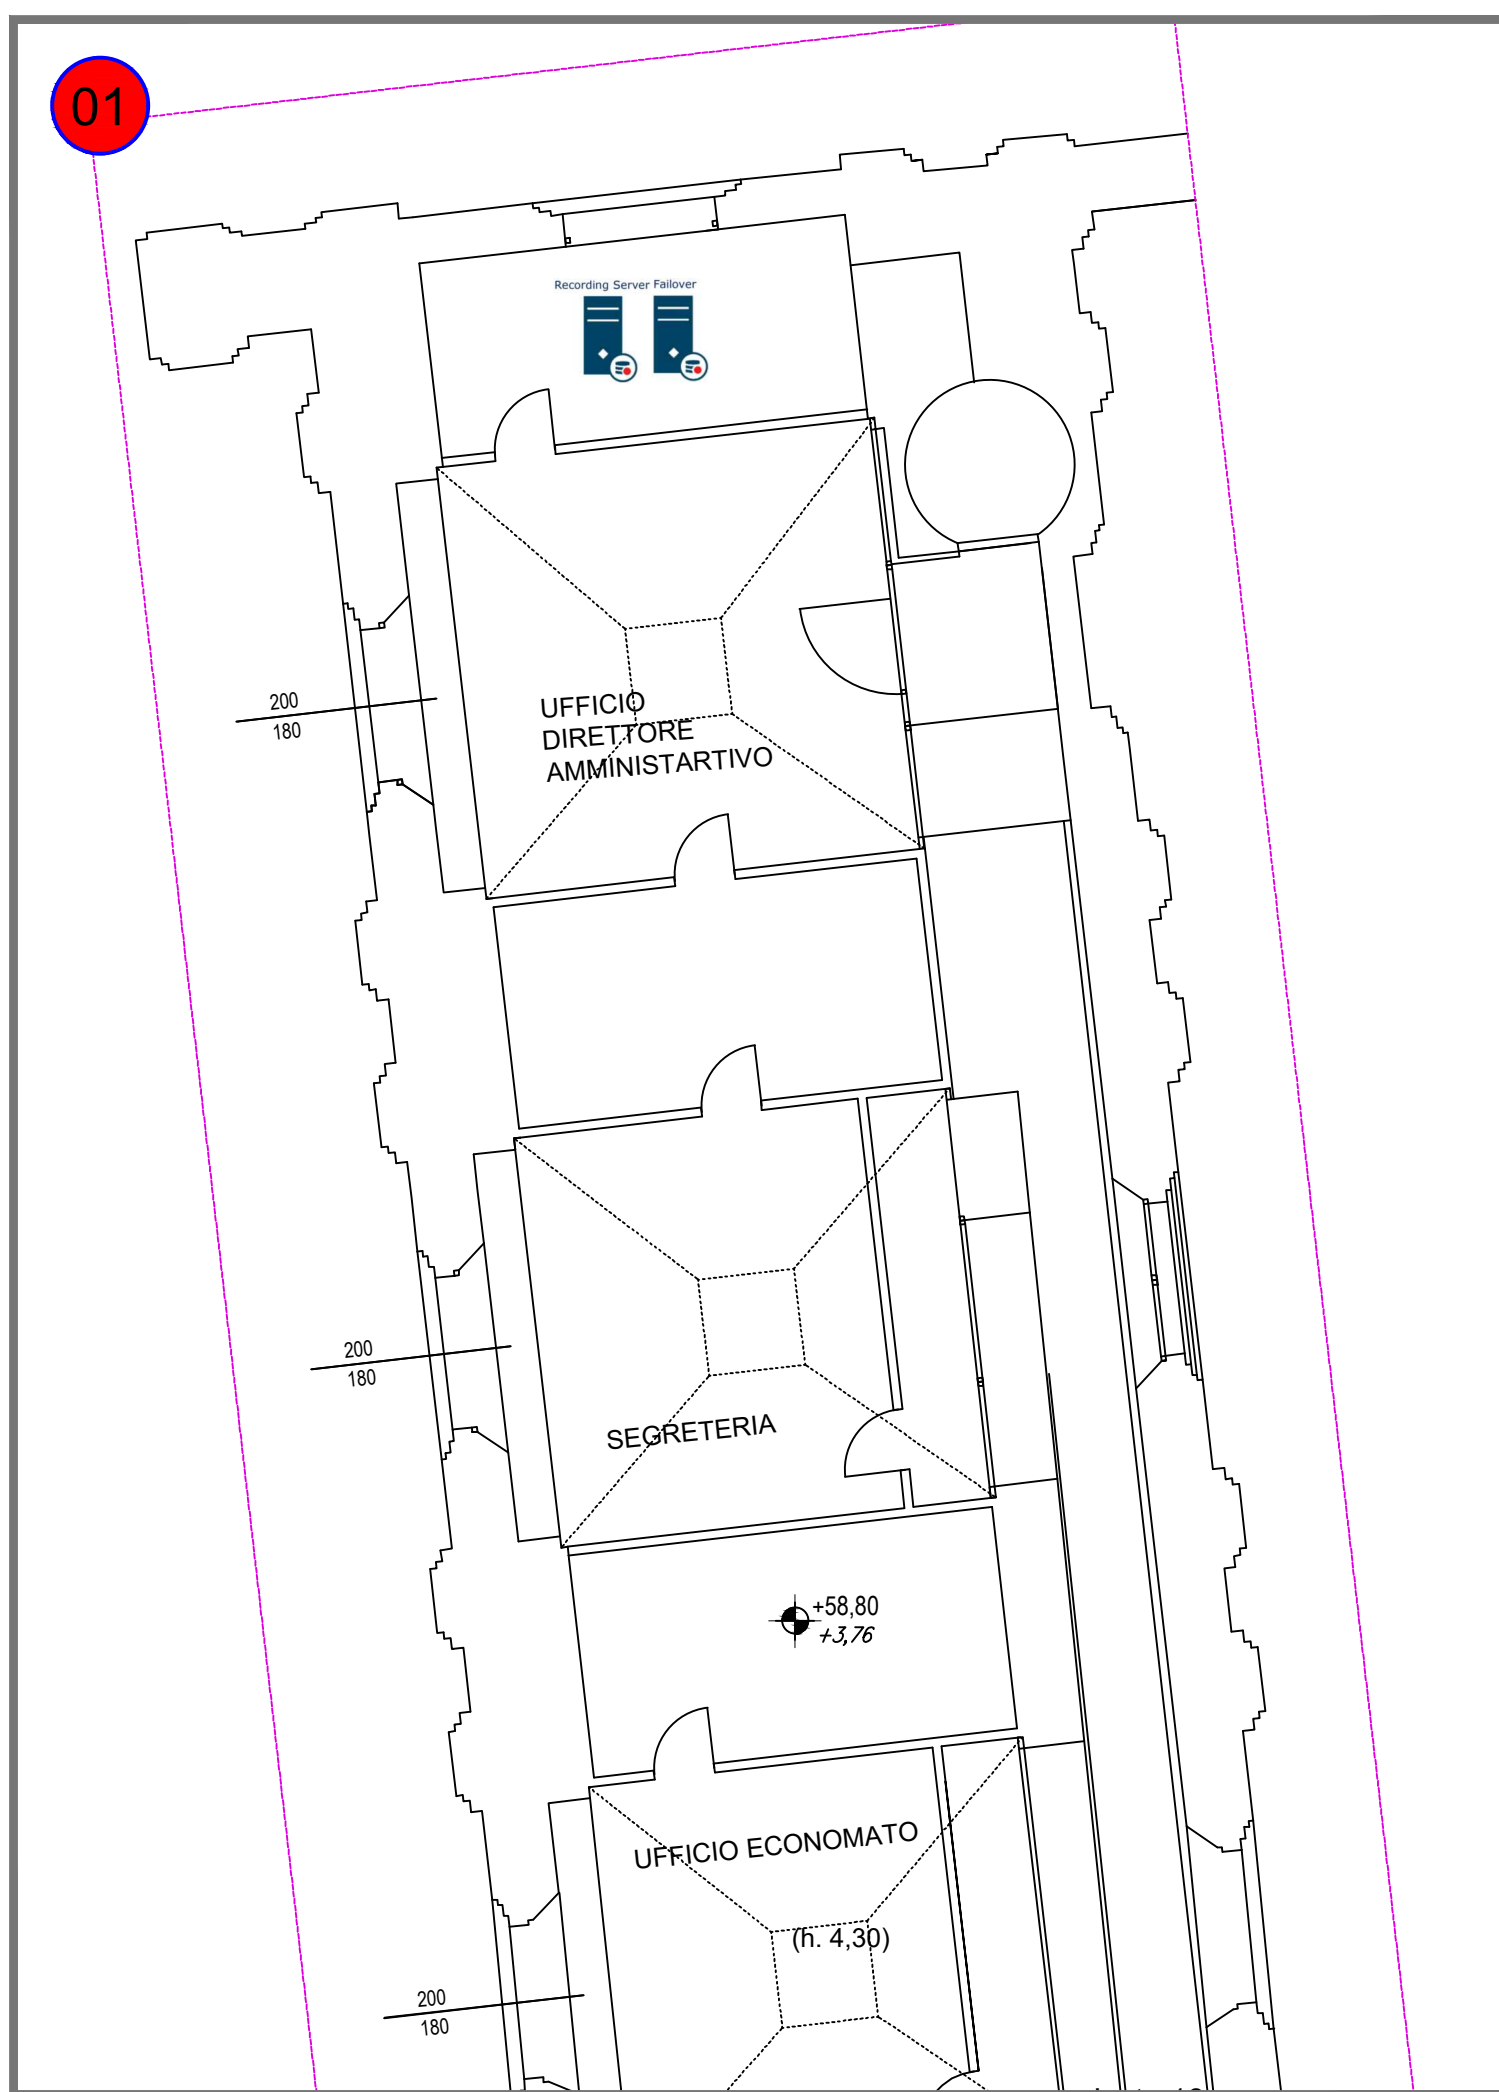 01
Recording Server Failover
200
180
UFFICIO
DIRETTORE
AMMINISTARTIVO
200
180
SEGRETERIA
+58,80
+3,76
UFFICIO ECONOMATO
(h. 4,30)
200
180